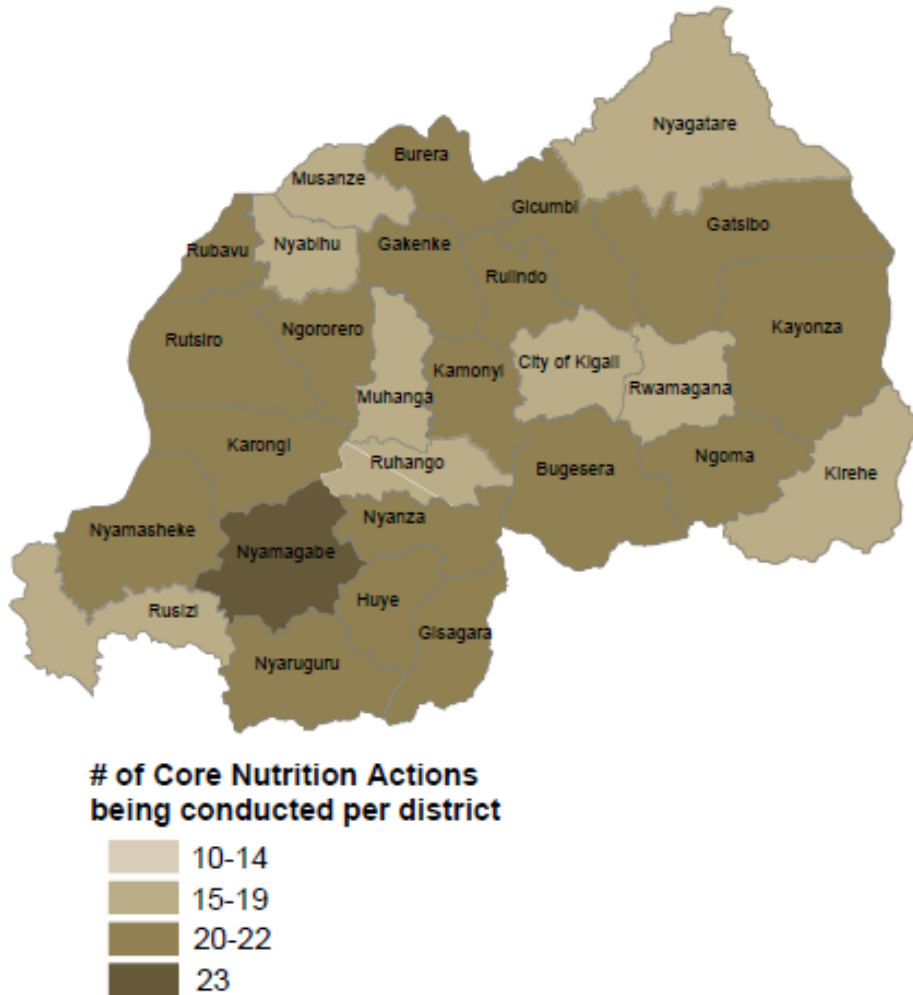 Nyagatare
Burera
Musanze
Gicumbi
Gatsibo
Nyabihu
Gakenke
Rubavu
Rulindo
Kayonza
Ngororero
Rutsiro
City of Kigali
Kamonyi
Rwamagana
Muhanga
Karongi
Ruhango
Ngoma
Bugesera
Kirehe
Nyanza
Nyamasheke
Nyamagabe
Huye
Rusizi
Gisagara
Nyaruguru
# of Core Nutrition Actions
being conducted per district
10-14
15-19
20-22
23